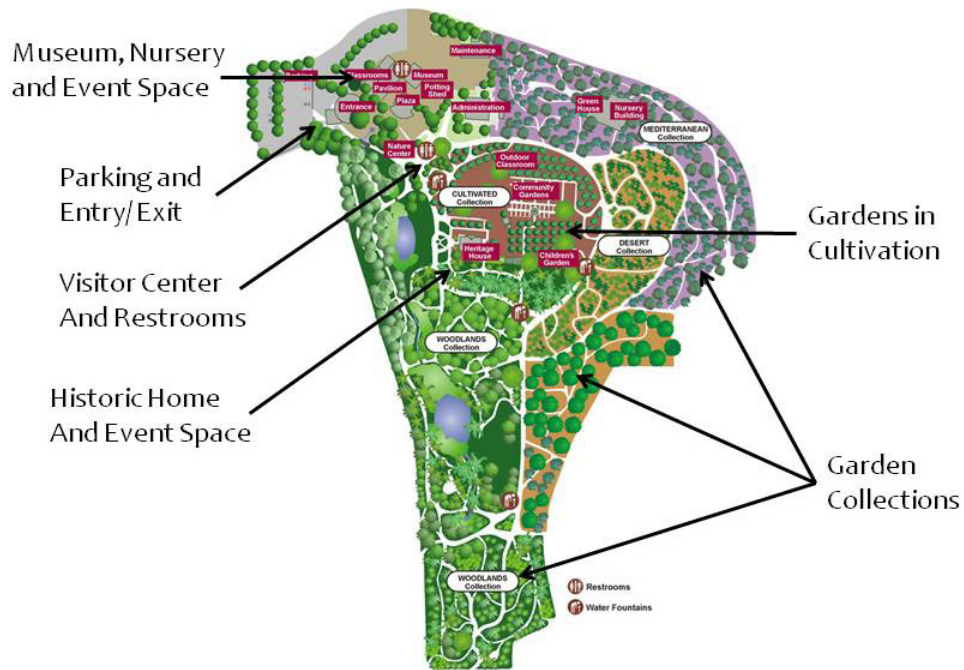 Museum, Nursery
and Event Space
Parking and
Entry/ Exit
Visitor Center
And Restrooms
Historic Home
And Event Space
Maintenance
Parking
Classrooms
Museum
Pavilion
Potting
Shed
Entrance
Plaza
Administration
Green
House
Nursery
Building
MEDITERRANEAN
Collection
Nature
Center
Outdoor
Classroom
Community
Gardens
CULTIVATED
Collection
DESERT
Collection
Heritage
House
Children's
Garden
WOODLANDS
Collection
WOODLANDS
Collection
Restrooms
Water Fountains
Gardens in
Cultivation
Garden
Collections